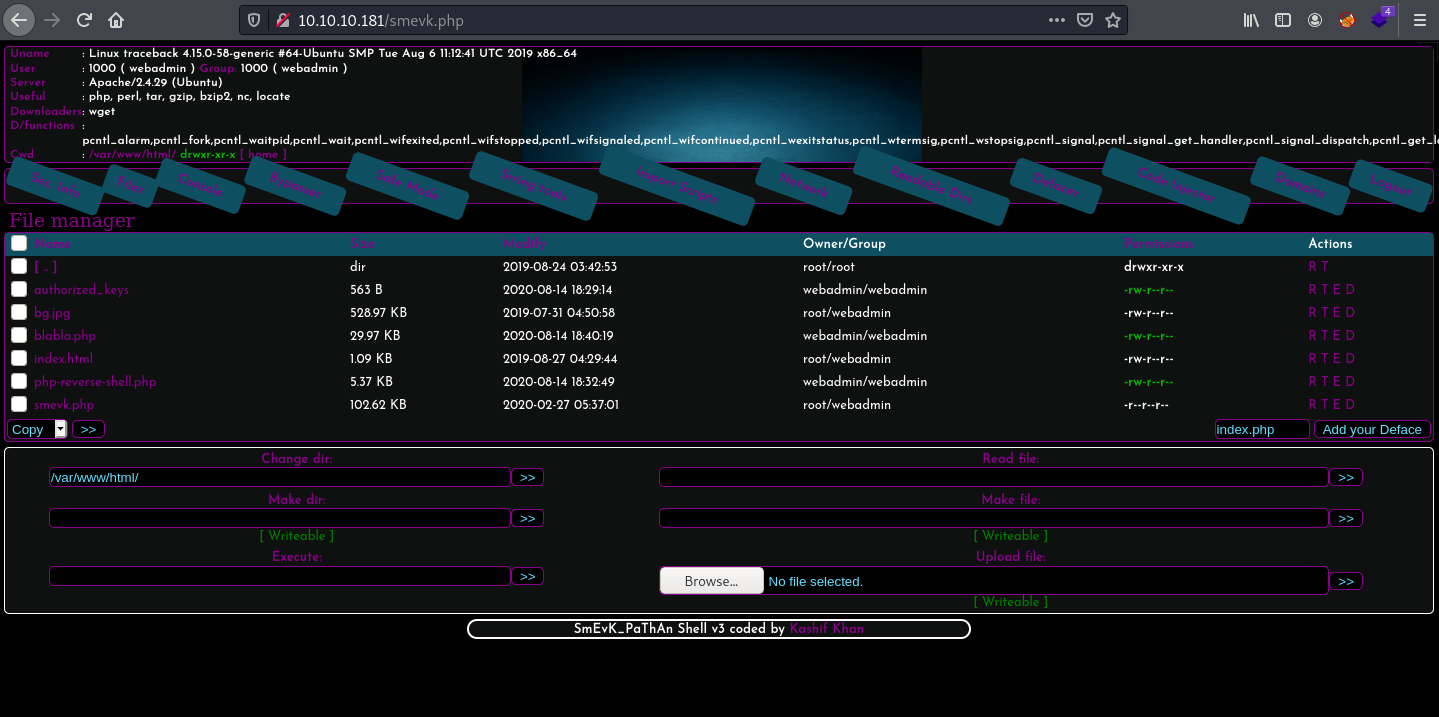 10.10.10.181/smevk.php
4
Uname : Linux traceback 4.15.0-58-generic #64-Ubuntu SMP Tue Aug 6 11:12:41 UTC 2019 x86_64
User : 1000 ( webadmin ) Group: 1000 ( webadmin )
Server : Apache/2.4.29 (Ubuntu)
Useful : php, perl, tar, gzip, bzip2, nc, locate
Downloaders: wget
D/functions :
pcntl_alarm,pcntl_fork,pcntl_waitpid,pcntl_wait,pcntl_wifexited,pcntl_wifstopped,pcntl_wifsignaled,pcntl_wifcontinued,pcntl_wexitstatus,pcntl_wtermsig,pcntl_wstopsig,pcntl_signal,pcntl_signal_get_handler,pcntl_signal_dispatch,pcntl_get_la
Cwd : /var/www/html/ drwxr-xr-x [ home ]
Sec. Info Files Console Bypasser Safe Mode String tools Import Scripts Network Readable Dirs Defacer Code Injector Domains Logout
File manager
Name Size Modify Owner/Group Permissions Actions
[ .. ] dir 2019-08-24 03:42:53 root/root drwxr-xr-x R T
authorized_keys 563 B 2020-08-14 18:29:14 webadmin/webadmin -rw-r--r-- R T E D
bg.jpg 528.97 KB 2019-07-31 04:50:58 root/webadmin -rw-r--r-- R T E D
blabla.php 29.97 KB 2020-08-14 18:40:19 webadmin/webadmin -rw-r--r-- R T E D
index.html 1.09 KB 2019-08-27 04:29:44 root/webadmin -rw-r--r-- R T E D
php-reverse-shell.php 5.37 KB 2020-08-14 18:32:49 webadmin/webadmin -rw-r--r-- R T E D
smevk.php 102.62 KB 2020-02-27 05:37:01 root/webadmin -r--r--r-- R T E D
Copy >> index.php Add your Deface
Change dir: Read file:
/var/www/html/ >> >>
Make dir: Make file:
>> >>
[ Writeable ] [ Writeable ]
Execute: Upload file:
>> Browse... No file selected. >>
[ Writeable ]
SmEvK_PaThAn Shell v3 coded by Kashif Khan